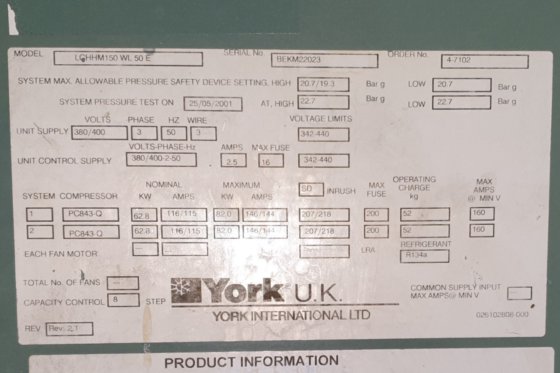 MODEL LCHHM150 WL 50 E SERIAL No. BEKM22023 ORDER No. 4-7102
SYSTEM MAX. ALLOWABLE PRESSURE SAFETY DEVICE SETTING, HIGH 20.7/19.3 Bar g LOW 20.7 Bar g
SYSTEM PRESSURE TEST ON 25/05/2001 AT, HIGH 22.7 Bar g LOW 22.7 Bar g
VOLTS PHASE HZ WIRE VOLTAGE LIMITS
UNIT SUPPLY 380/400 3 50 3 342-440
VOLTS-PHASE-Hz AMPS MAX FUSE
UNIT CONTROL SUPPLY 380/400-2-50 2.5 16 342-440
NOMINAL MAXIMUM SD INRUSH MAX FUSE OPERATING CHARGE kg MAX AMPS @ MIN V
SYSTEM COMPRESSOR KW AMPS KW AMPS
1 PC843-Q 62.8 116/115 82.0 146/144 207/218 200 52 160
2 PC843-Q 62.8 116/115 82.0 146/144 207/218 200 52 160
EACH FAN MOTOR LRA REFRIGERANT R134a
TOTAL No. OF FANS --
CAPACITY CONTROL 8 STEP
York U.K.
YORK INTERNATIONAL LTD
COMMON SUPPLY INPUT MAX AMPS@ MIN V
REV Rev. 2.1
026102806-000
PRODUCT INFORMATION